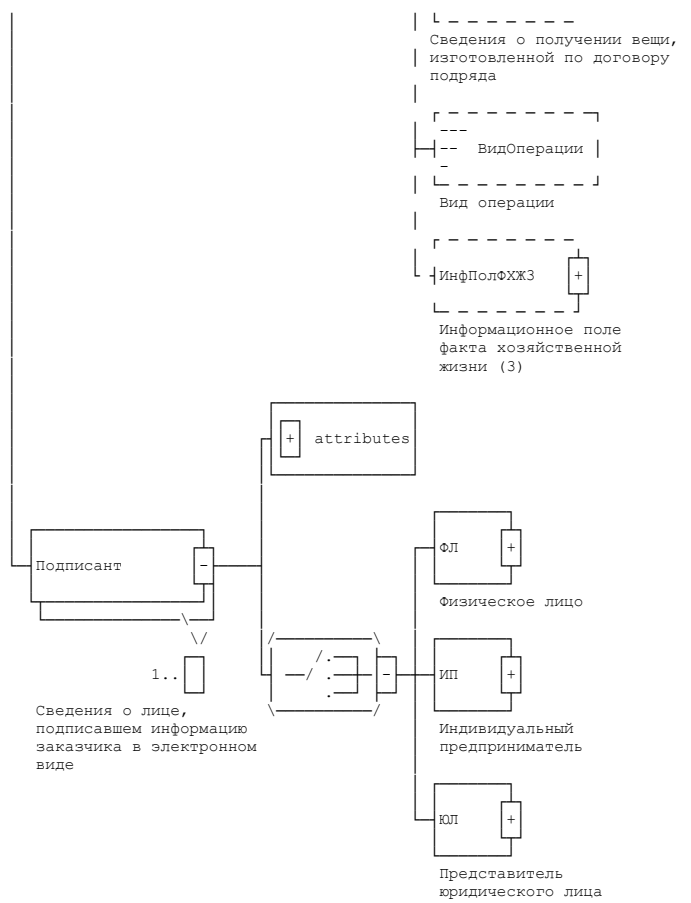 Сведения о получении вещи,
изготовленной по договору
подряда
ВидОперации
Вид операции
ИнфПолФХЖ3
+
Информационное поле
факта хозяйственной
жизни (3)
+ attributes
Подписант
-
ФЛ
+
Физическое лицо
1..
-
ИП
+
Сведения о лице,
подписавшем информацию
заказчика в электронном
виде
Индивидуальный
предприниматель
ЮЛ
+
Представитель
юридического лица